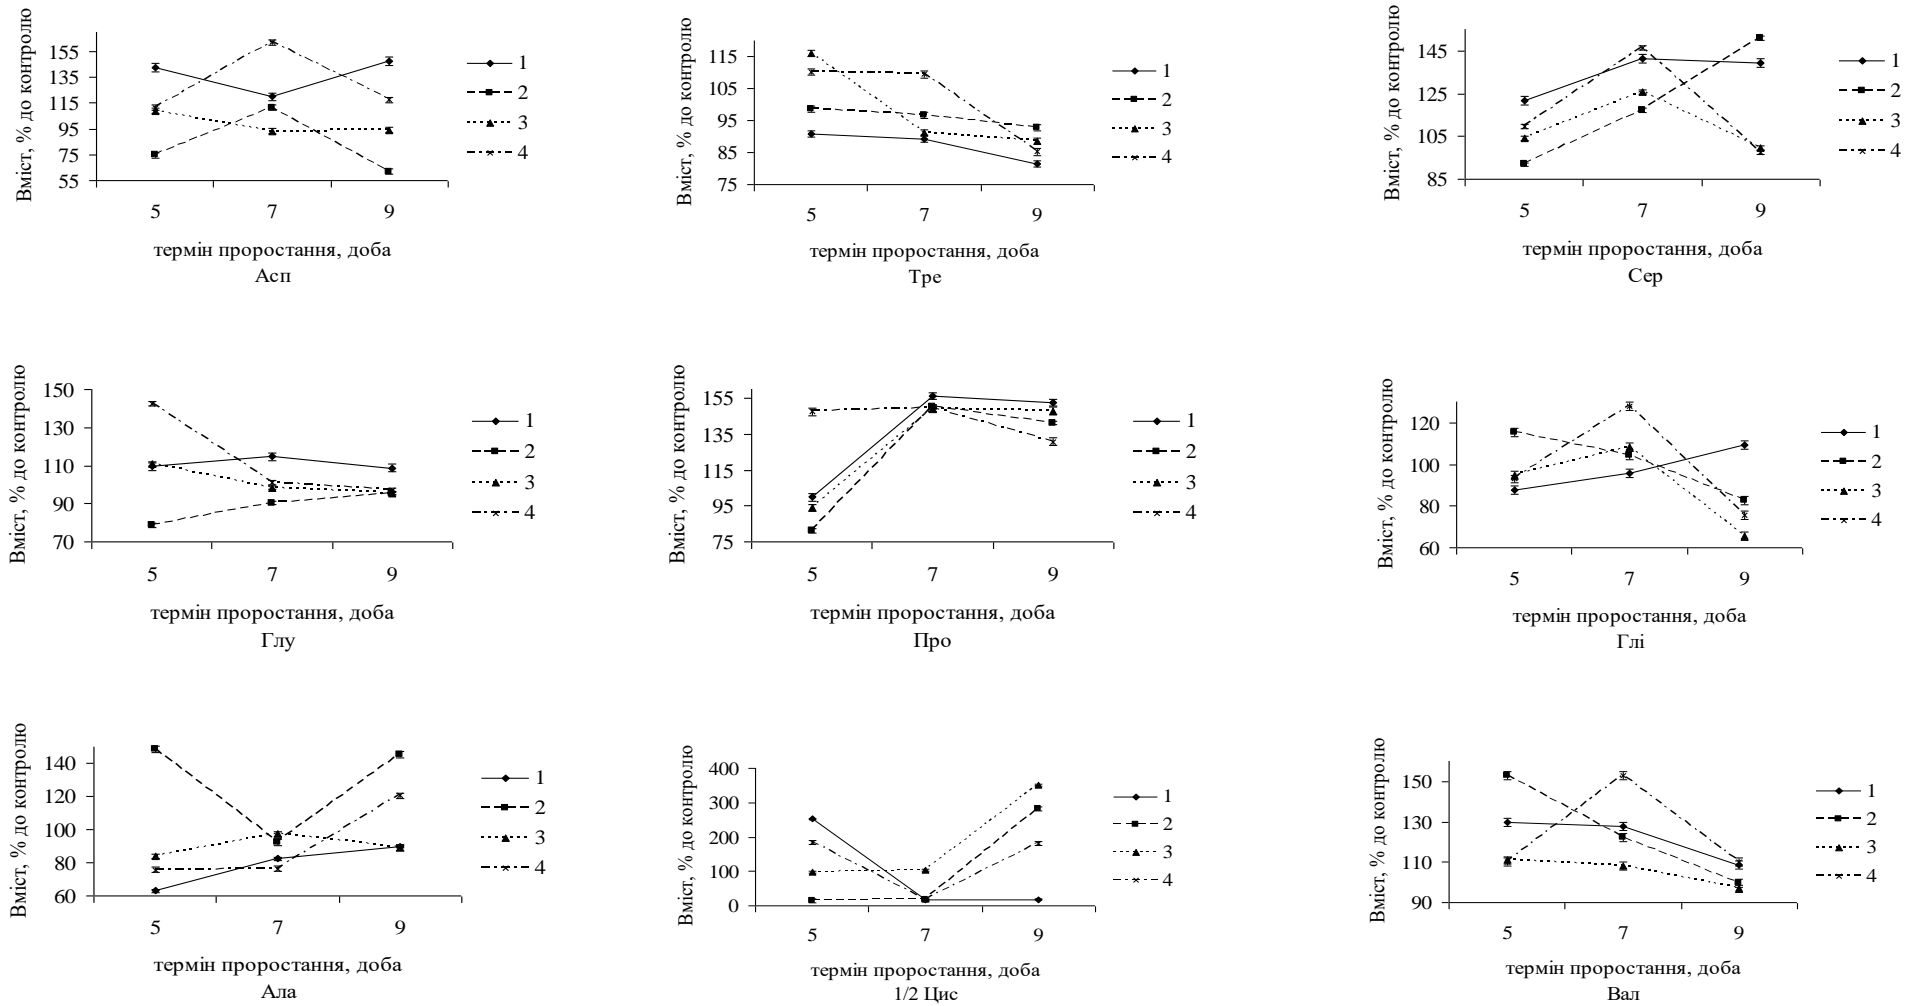 Вміст, % до контролю
155
135
115
95
75
55
5 7 9
термін проростання, доба
Асп
1
2
3
4
Вміст, % до контролю
115
105
95
85
75
5 7 9
термін проростання, доба
Тре
1
2
3
4
Вміст, % до контролю
145
125
105
85
5 7 9
термін проростання, доба
Сер
1
2
3
4
Вміст, % до контролю
150
130
110
90
70
5 7 9
термін проростання, доба
Глу
1
2
3
4
Вміст, % до контролю
155
135
115
95
75
5 7 9
термін проростання, доба
Про
1
2
3
4
Вміст, % до контролю
120
100
80
60
5 7 9
термін проростання, доба
Глі
1
2
3
4
Вміст, % до контролю
140
120
100
80
60
5 7 9
термін проростання, доба
Ала
1
2
3
4
Вміст, % до контролю
400
300
200
100
0
5 7 9
термін проростання, доба
1/2 Цис
1
2
3
4
Вміст, % до контролю
150
130
110
90
5 7 9
термін проростання, доба
Вал
1
2
3
4